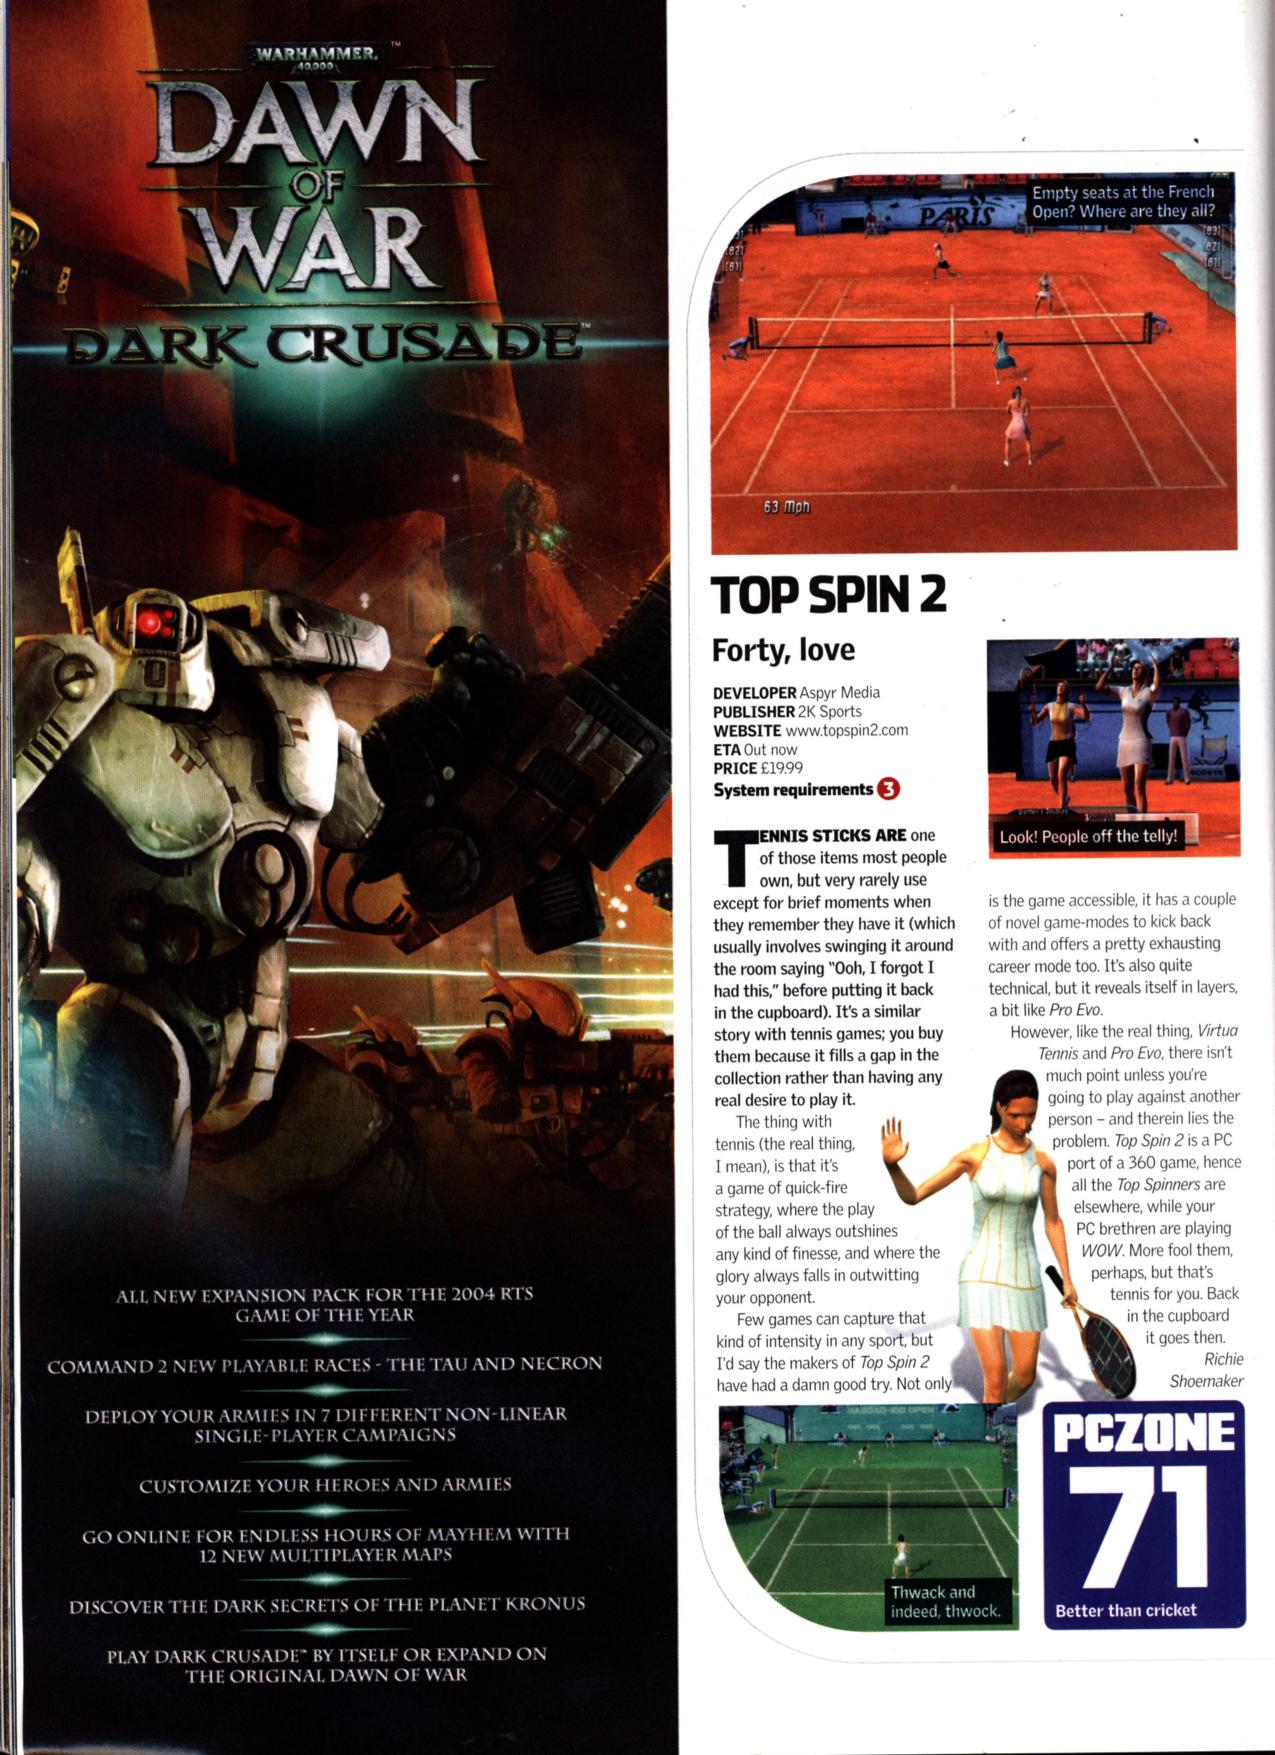 WARHAMMER™
40,000
DAWN
OF
WAR
DARK CRUSADE™
ALL NEW EXPANSION PACK FOR THE 2004 RTS
GAME OF THE YEAR
COMMAND 2 NEW PLAYABLE RACES - THE TAU AND NECRON
DEPLOY YOUR ARMIES IN 7 DIFFERENT NON-LINEAR
SINGLE-PLAYER CAMPAIGNS
CUSTOMIZE YOUR HEROES AND ARMIES
GO ONLINE FOR ENDLESS HOURS OF MAYHEM WITH
12 NEW MULTIPLAYER MAPS
DISCOVER THE DARK SECRETS OF THE PLANET KRONUS
PLAY DARK CRUSADE™ BY ITSELF OR EXPAND ON
THE ORIGINAL DAWN OF WAR
Empty seats at the French
Open? Where are they all?
PARIS
63 Mph
TOP SPIN 2
Forty, love
DEVELOPER Aspyr Media
PUBLISHER 2K Sports
WEBSITE www.topspin2.com
ETA Out now
PRICE £19.99
System requirements 3
TENNIS STICKS ARE one
of those items most people
own, but very rarely use
except for brief moments when
they remember they have it (which
usually involves swinging it around
the room saying "Ooh, I forgot I
had this," before putting it back
in the cupboard). It's a similar
story with tennis games; you buy
them because it fills a gap in the
collection rather than having any
real desire to play it.
The thing with
tennis (the real thing,
I mean), is that it's
a game of quick-fire
strategy, where the play
of the ball always outshines
any kind of finesse, and where the
glory always falls in outwitting
your opponent.
Few games can capture that
kind of intensity in any sport, but
I'd say the makers of Top Spin 2
have had a damn good try. Not only
Look! People off the telly!
is the game accessible, it has a couple
of novel game-modes to kick back
with and offers a pretty exhausting
career mode too. It's also quite
technical, but it reveals itself in layers,
a bit like Pro Evo.
However, like the real thing, Virtua
Tennis and Pro Evo, there isn't
much point unless you're
going to play against another
person – and therein lies the
problem. Top Spin 2 is a PC
port of a 360 game, hence
all the Top Spinners are
elsewhere, while your
PC brethren are playing
WOW. More fool them,
perhaps, but that's
tennis for you. Back
in the cupboard
it goes then.
Richie
Shoemaker
Thwack and
indeed, thwock.
PCZONE
71
Better than cricket